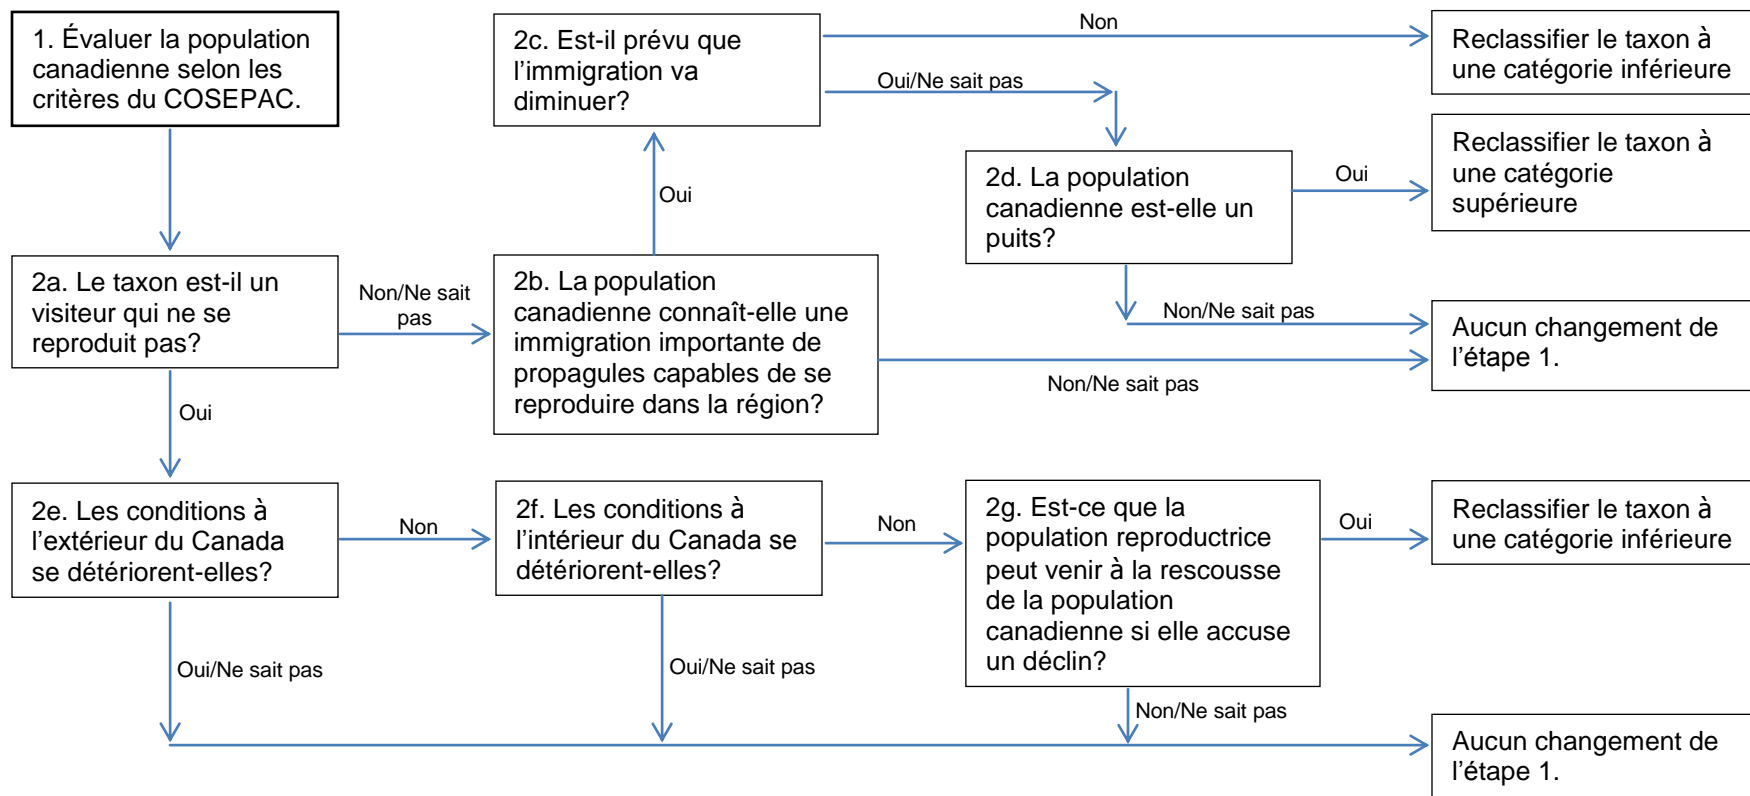 1. Évaluer la population
canadienne selon les
critères du COSEPAC.
2c. Est-il prévu que
l'immigration va
diminuer?
Non
Oui/Ne sait pas
Reclassifier le taxon à
une catégorie inférieure
2d. La population
canadienne est-elle un
puits?
Oui
Reclassifier le taxon à
une catégorie
supérieure
Non/Ne sait pas
Oui
2a. Le taxon est-il un
visiteur qui ne se
reproduit pas?
Non/Ne sait
pas
2b. La population
canadienne connaît-elle une
immigration importante de
propagules capables de se
reproduire dans la région?
Non/Ne sait pas
Aucun changement de
l'étape 1.
Oui
2e. Les conditions à
l'extérieur du Canada
se détériorent-elles?
Non
2f. Les conditions à
l'intérieur du Canada se
détériorent-elles?
Non
2g. Est-ce que la
population reproductrice
peut venir à la rescousse
de la population
canadienne si elle accuse
un déclin?
Oui
Reclassifier le taxon à
une catégorie inférieure
Oui/Ne sait pas
Oui/Ne sait pas
Non/Ne sait pas
Aucun changement de
l'étape 1.